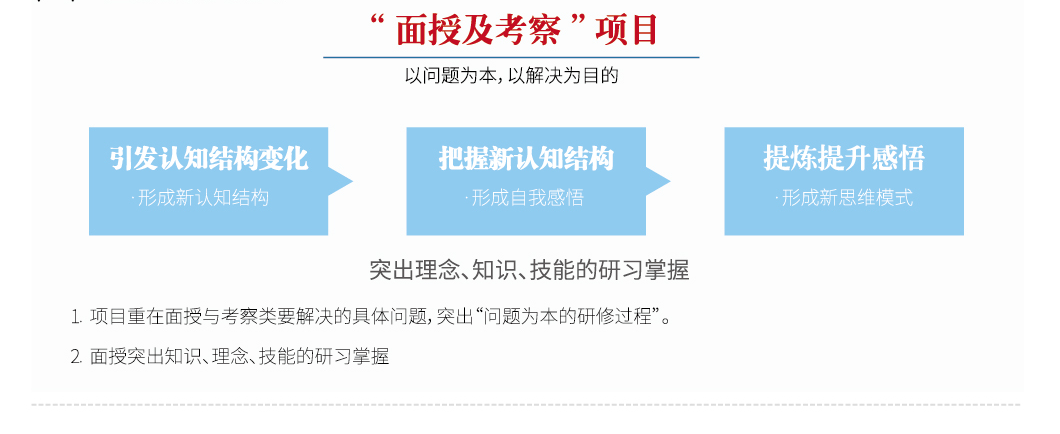 “面授及考察”项目
以问题为本，以解决为目的
引发认知结构变化
·形成新认知结构
把握新认知结构
·形成自我感悟
提炼提升感悟
·形成新思维模式
突出理念、知识、技能的研习掌握
1. 项目重在面授与考察类要解决的具体问题，突出“问题为本的研修过程”。
2. 面授突出知识、理念、技能的研习掌握